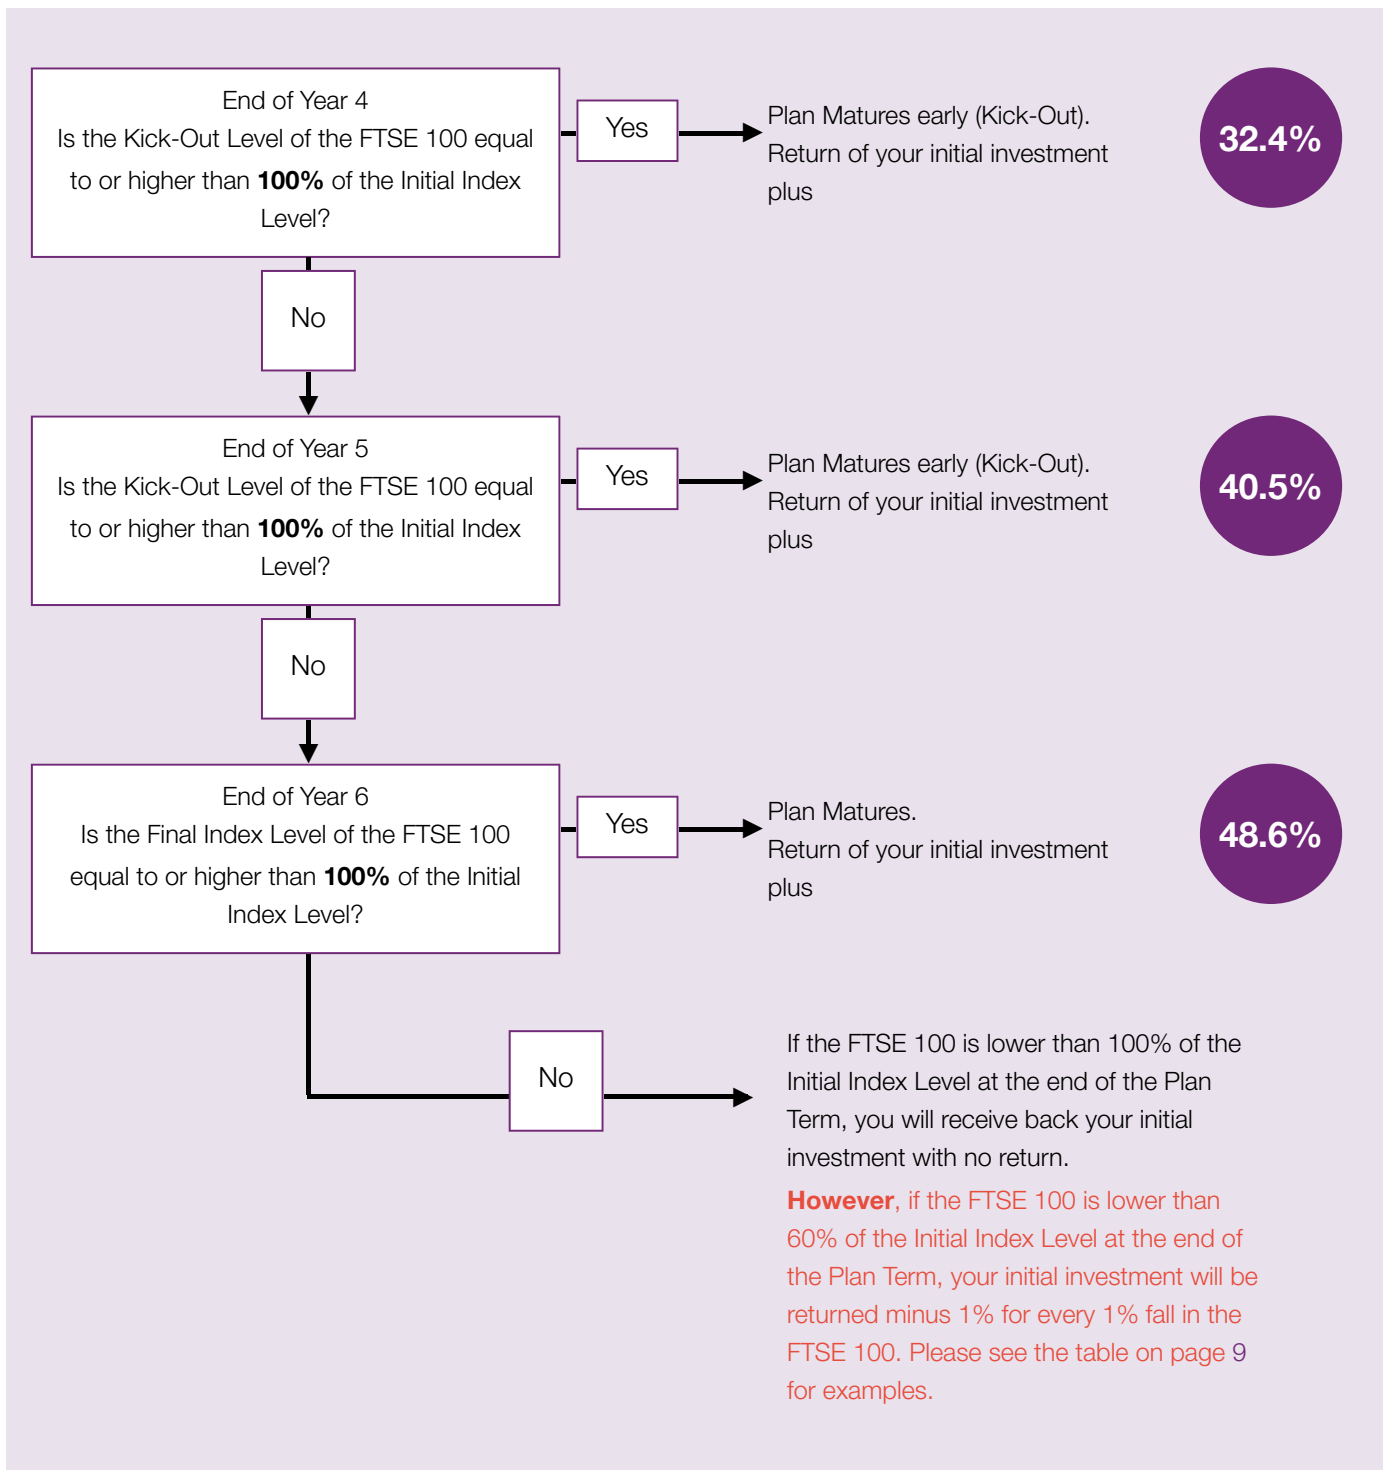 End of Year 4
Is the Kick-Out Level of the FTSE 100 equal
to or higher than 100% of the Initial Index
Level?
Yes
Plan Matures early (Kick-Out).
Return of your initial investment
plus
32.4%
No
End of Year 5
Is the Kick-Out Level of the FTSE 100 equal
to or higher than 100% of the Initial Index
Level?
Yes
Plan Matures early (Kick-Out).
Return of your initial investment
plus
40.5%
No
End of Year 6
Is the Final Index Level of the FTSE 100
equal to or higher than 100% of the Initial
Index Level?
Yes
Plan Matures.
Return of your initial investment
plus
48.6%
No
If the FTSE 100 is lower than 100% of the
Initial Index Level at the end of the Plan
Term, you will receive back your initial
investment with no return.
However, if the FTSE 100 is lower than
60% of the Initial Index Level at the end of
the Plan Term, your initial investment will be
returned minus 1% for every 1% fall in the
FTSE 100. Please see the table on page 9
for examples.